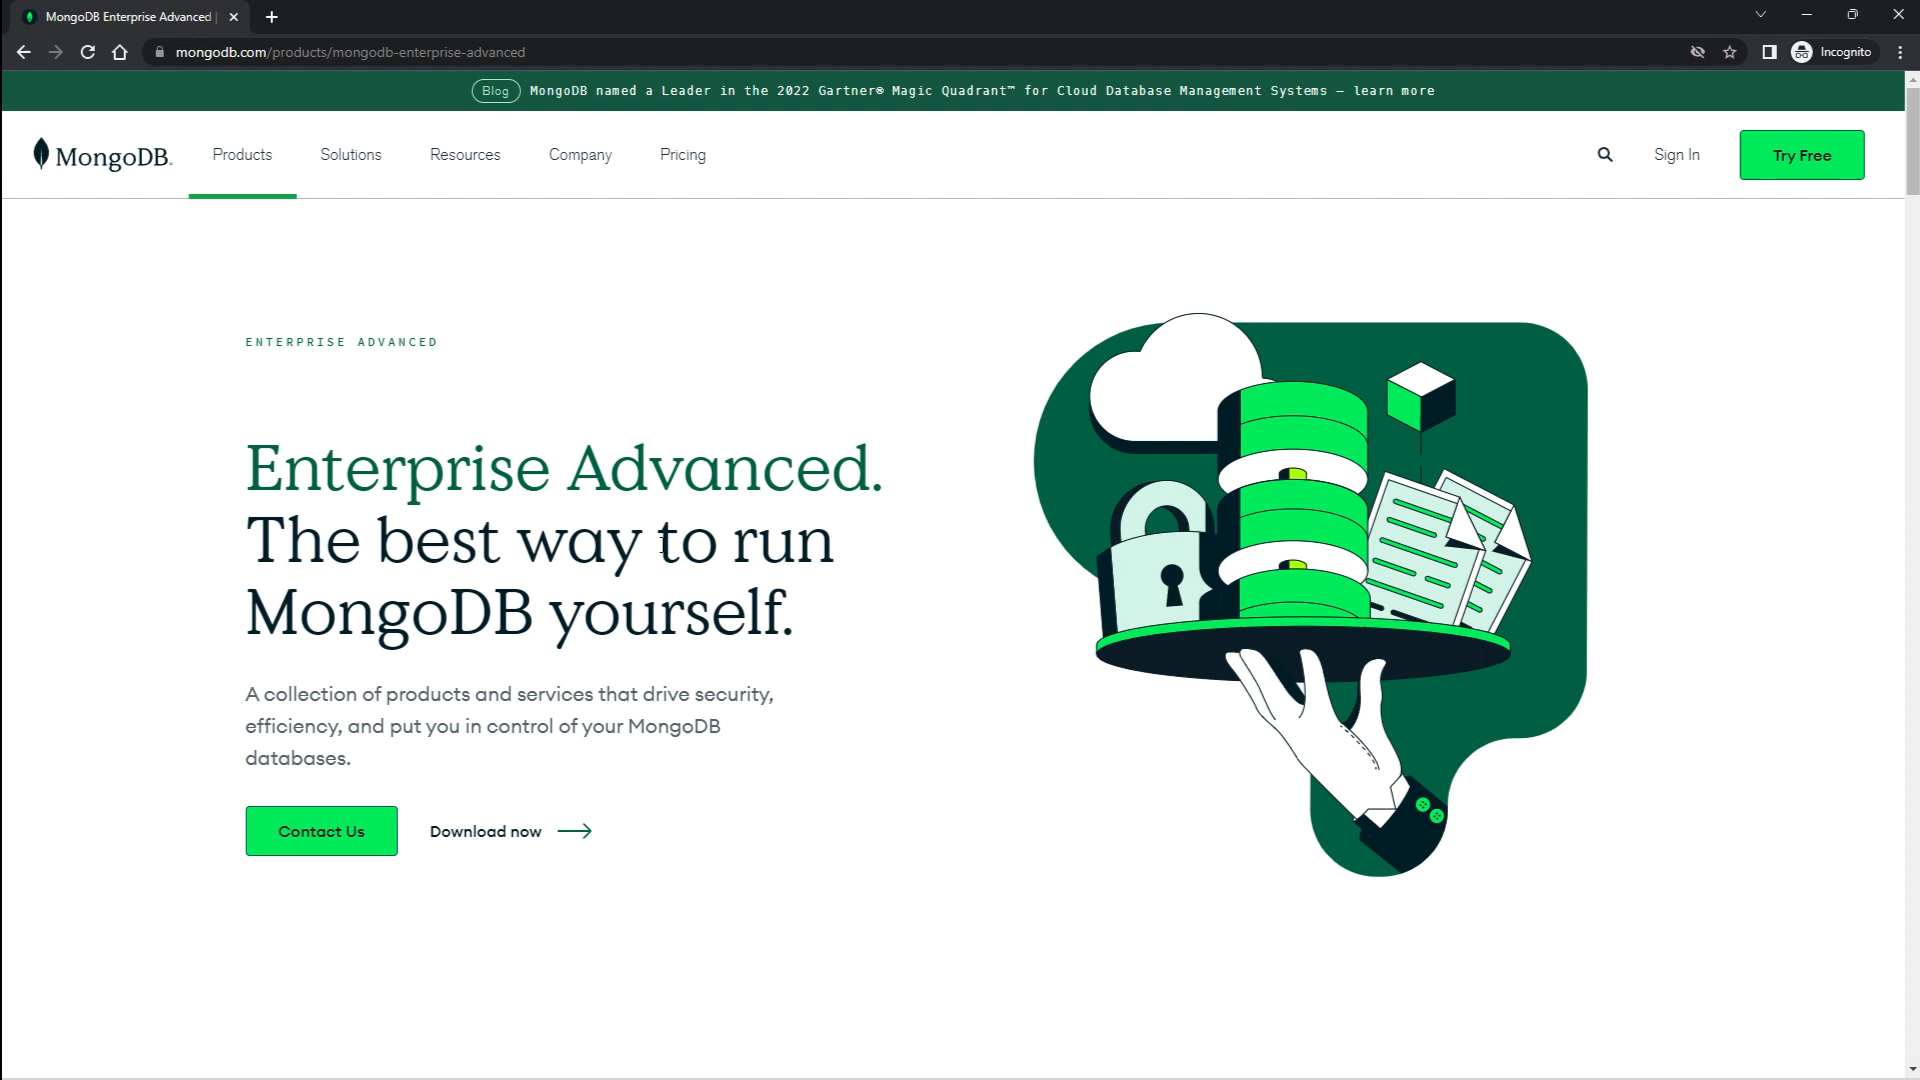 MongoDB Enterprise Advanced |
mongodb.com/products/mongodb-enterprise-advanced
Incognito
Blog MongoDB named a Leader in the 2022 Gartner® Magic Quadrant™ for Cloud Database Management Systems – learn more
MongoDB.
Products
Solutions
Resources
Company
Pricing
Sign In
Try Free
ENTERPRISE ADVANCED
Enterprise Advanced.
The best way to run
MongoDB yourself.
A collection of products and services that drive security,
efficiency, and put you in control of your MongoDB
databases.
Contact Us
Download now